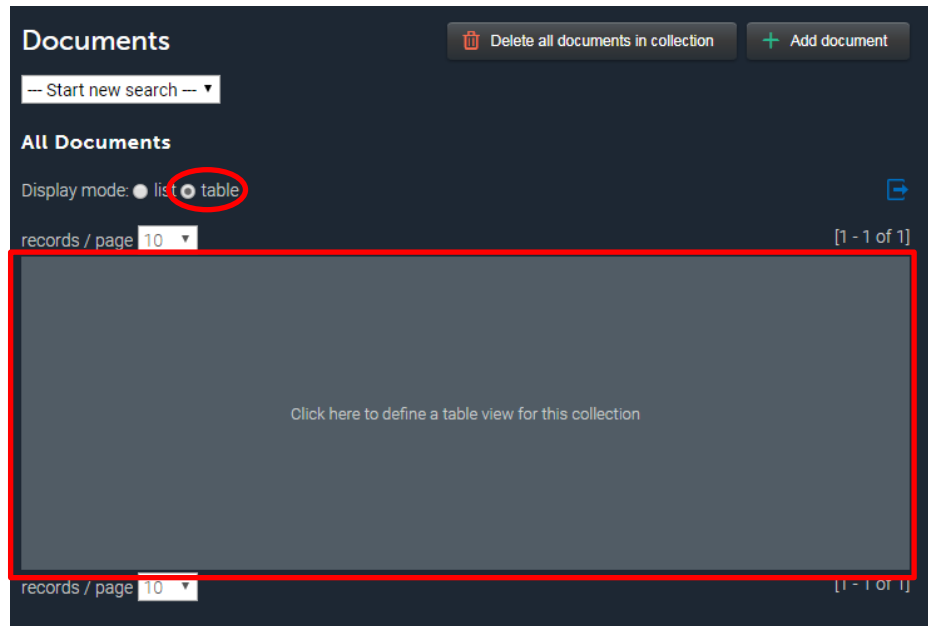 Documents
Delete all documents in collection
Add document
--- Start new search ---
All Documents
Display mode: list table
records / page 10
[1 - 1 of 1]
Click here to define a table view for this collection
records / page 10
[1 - 1 of 1]